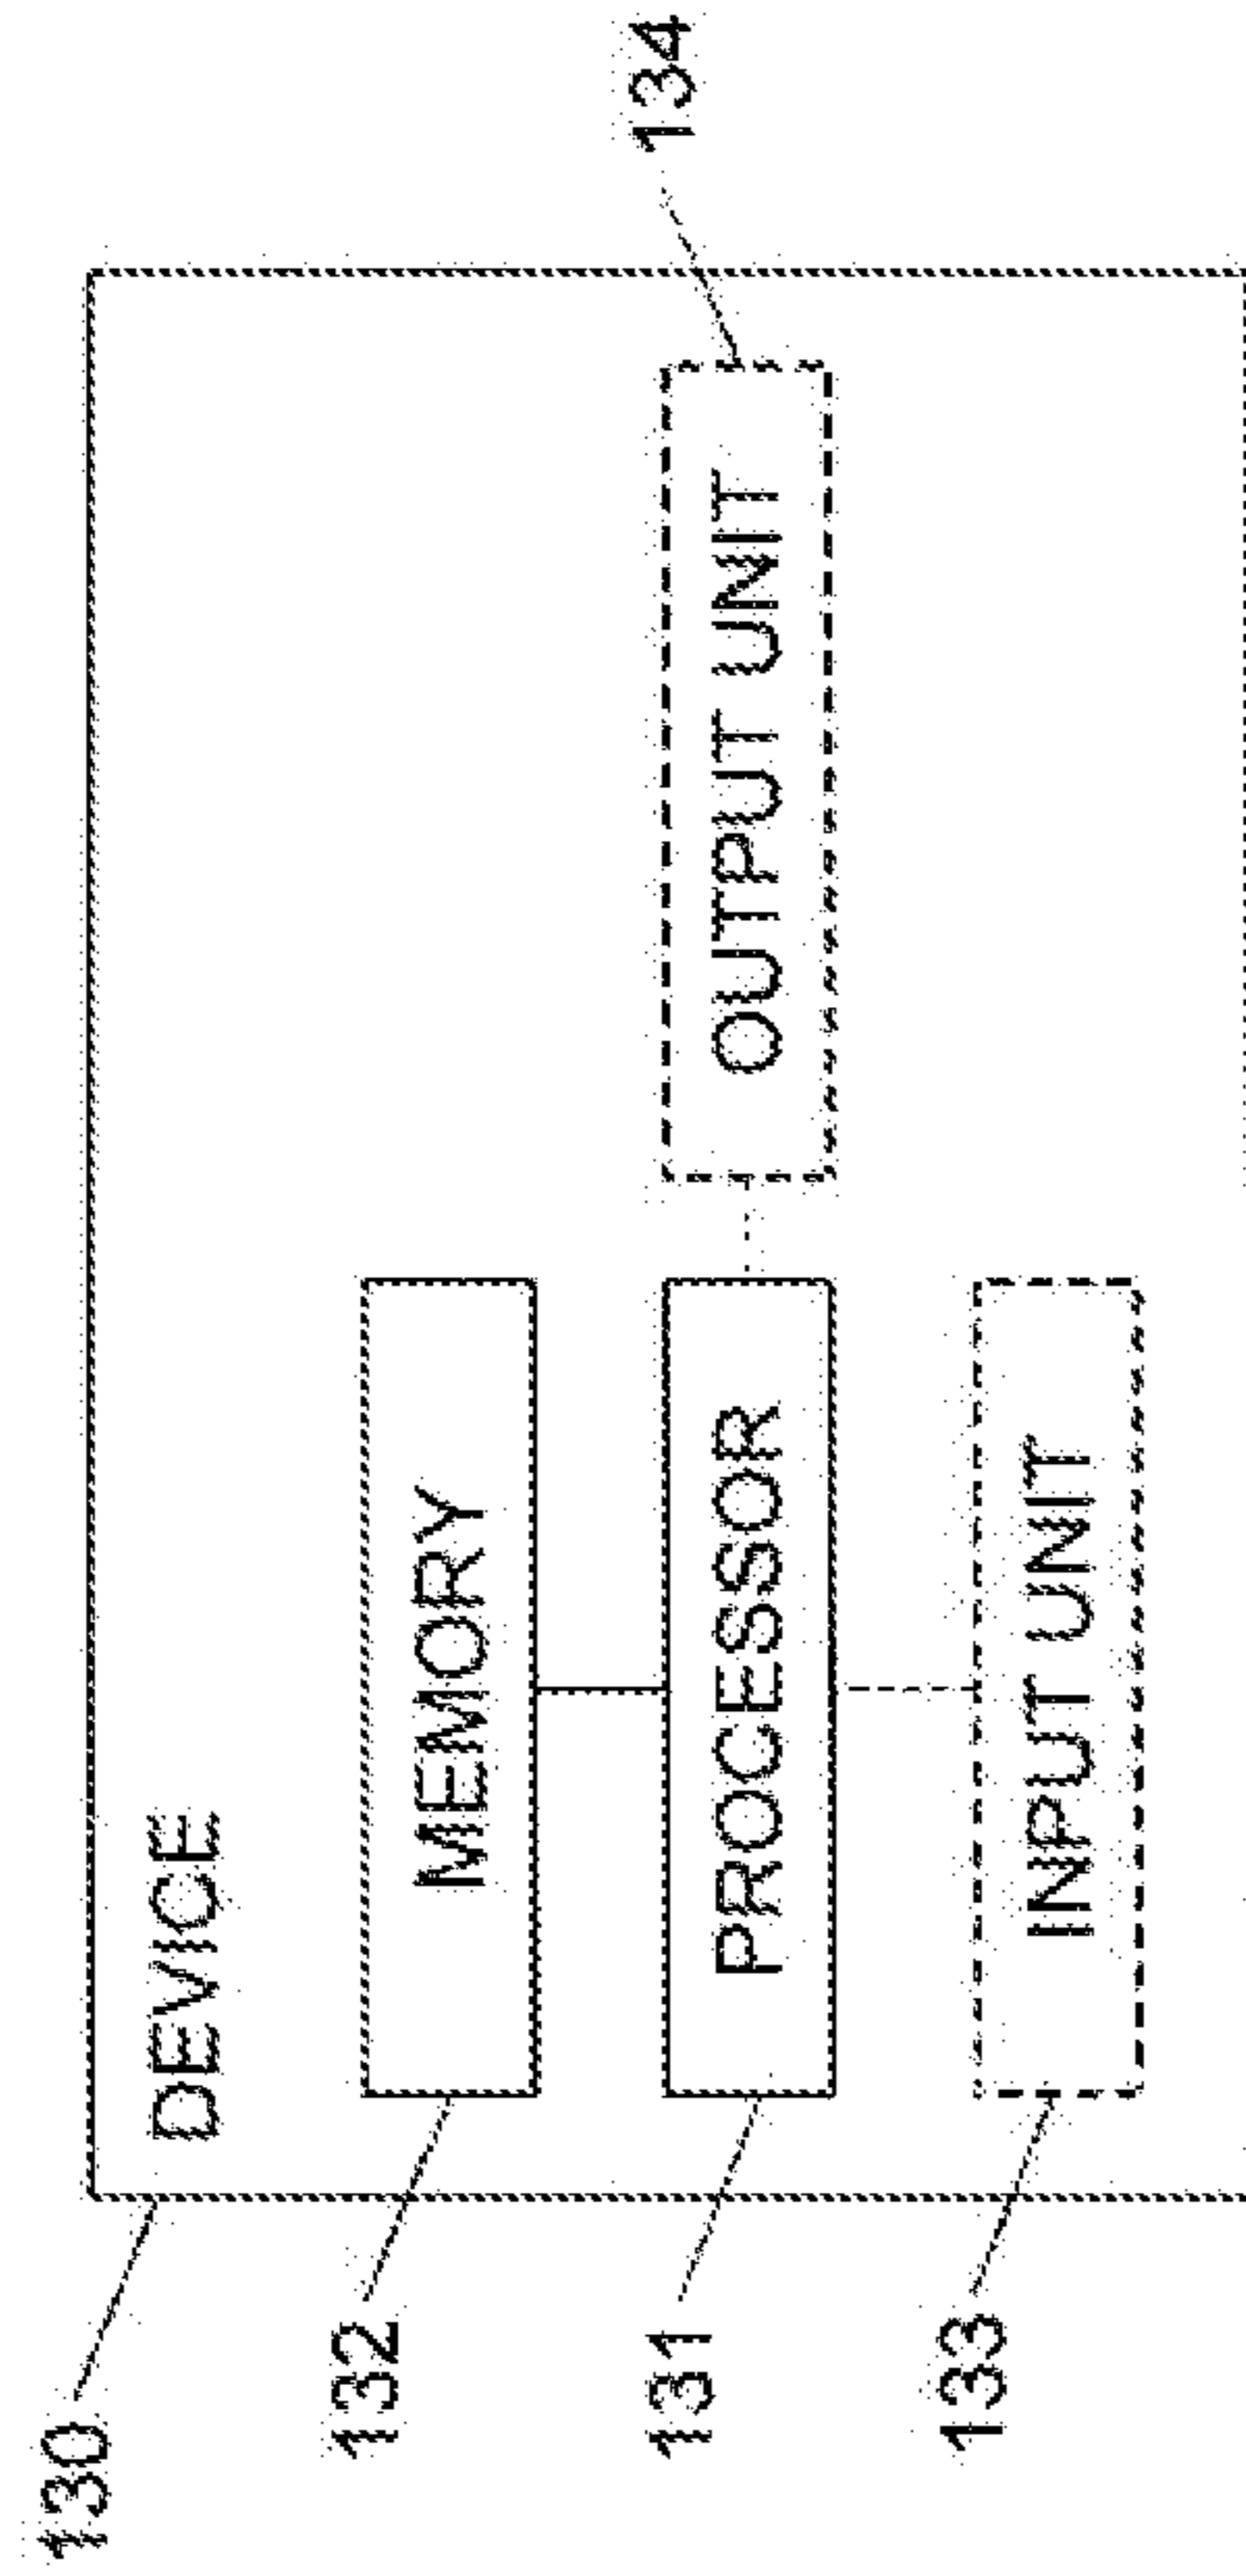 130
DEVICE
132
MEMORY
131
PROCESSOR
OUTPUT UNIT
134
133
INPUT UNIT